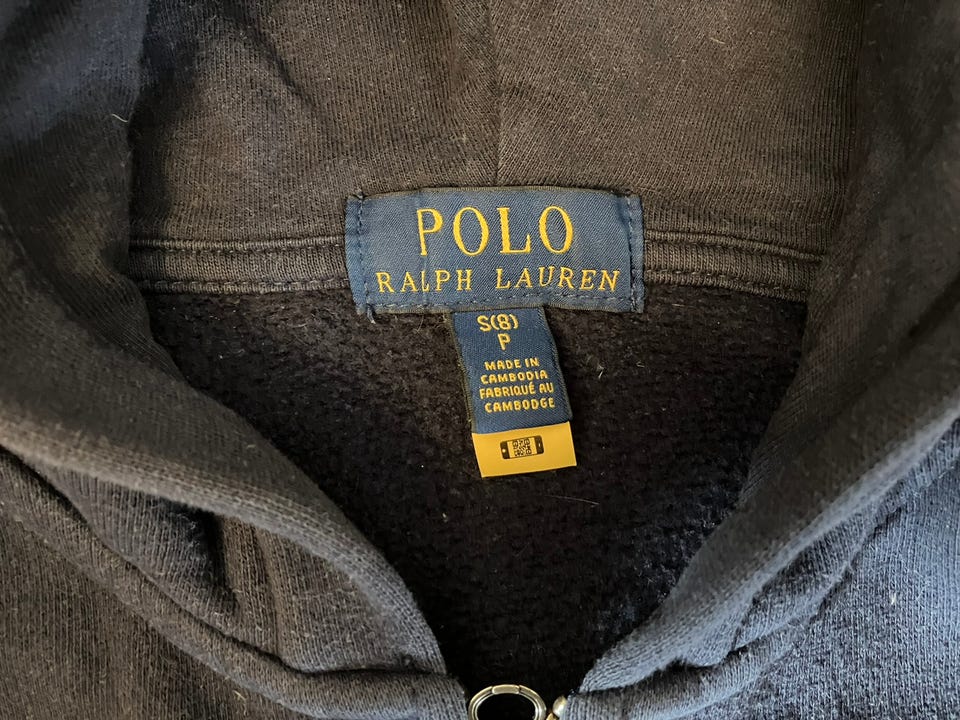 POLO
RALPH LAUREN
S(8)
P
MADE IN
CAMBODIA
FABRIQUÉ AU
CAMBODGE